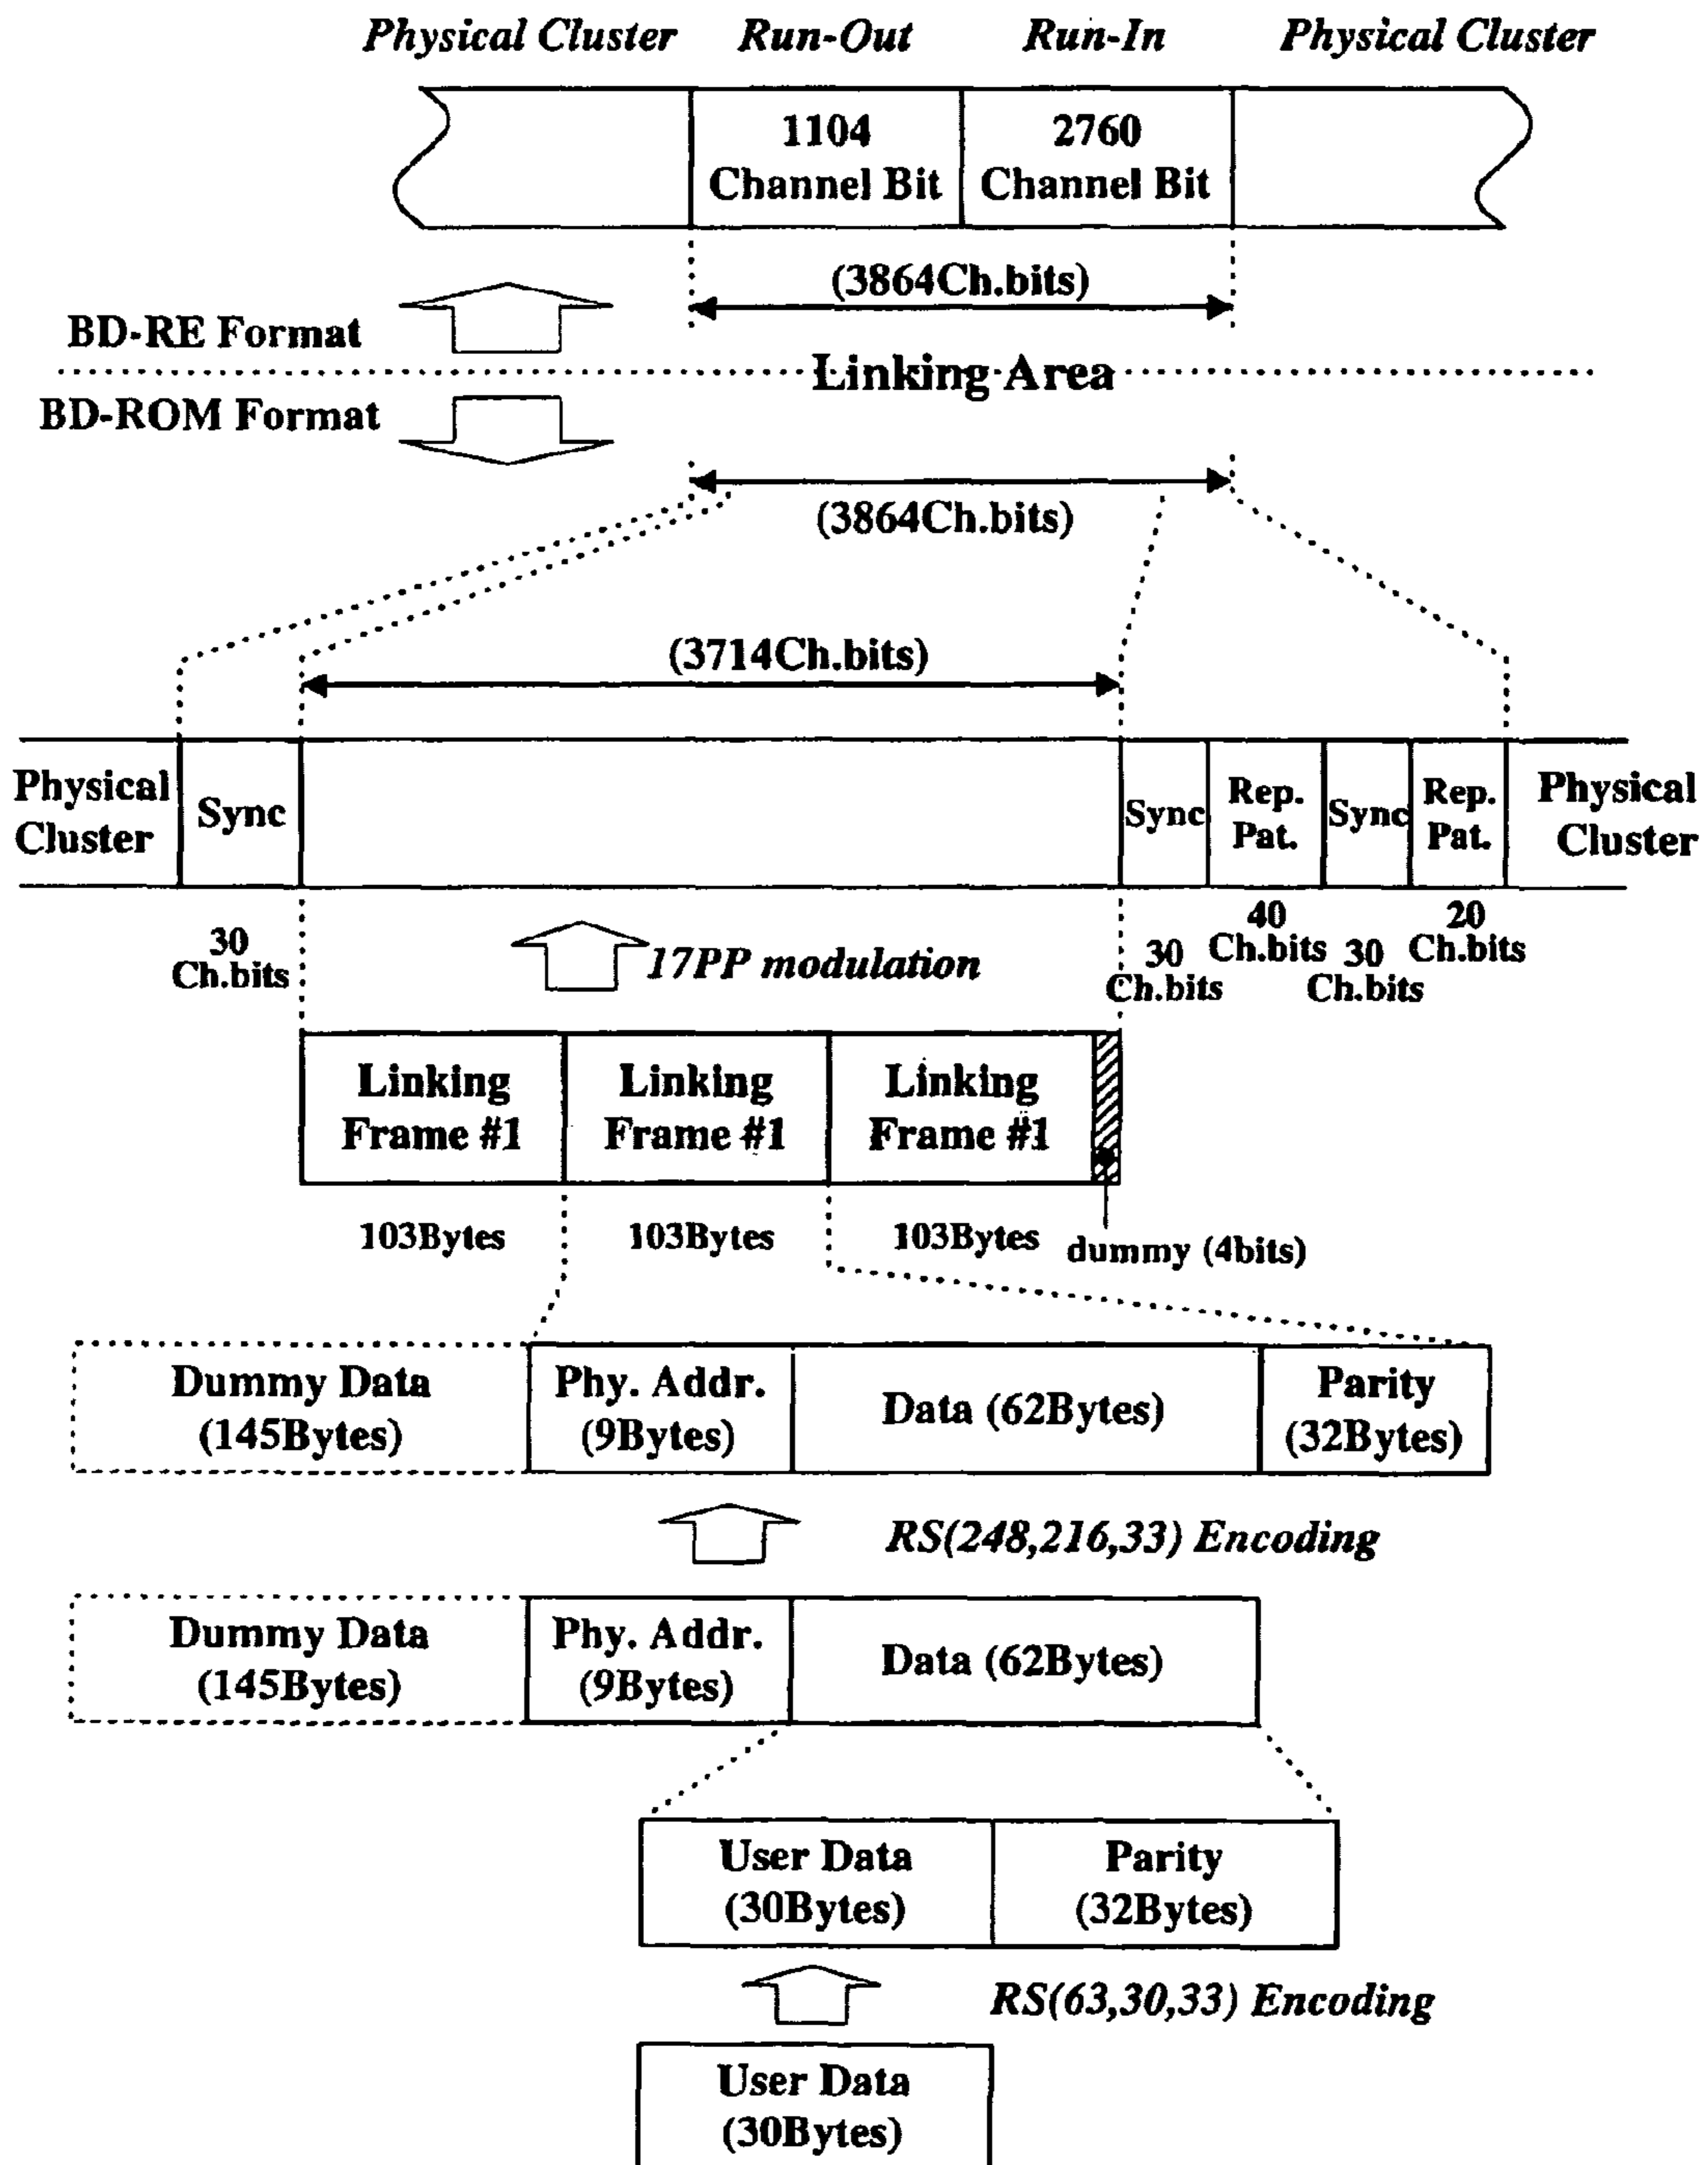 Physical Cluster Run-Out Run-In Physical Cluster
1104 2760
Channel Bit Channel Bit
(3864Ch.bits)
BD-RE Format
Linking Area
BD-ROM Format
(3864Ch.bits)
(3714Ch.bits)
Physical Cluster
Sync
Sync
Rep. Pat.
Sync
Rep. Pat.
Physical Cluster
30
Ch.bits
17PP modulation
30
Ch.bits
40
Ch.bits
30
Ch.bits
20
Ch.bits
Linking Linking Linking
Frame #1 Frame #1 Frame #1
103Bytes 103Bytes 103Bytes dummy (4bits)
Dummy Data Phy. Addr. Data (62Bytes) Parity
(145Bytes) (9Bytes) (32Bytes)
RS(248,216,33) Encoding
Dummy Data Phy. Addr. Data (62Bytes)
(145Bytes) (9Bytes)
User Data Parity
(30Bytes) (32Bytes)
RS(63,30,33) Encoding
User Data
(30Bytes)